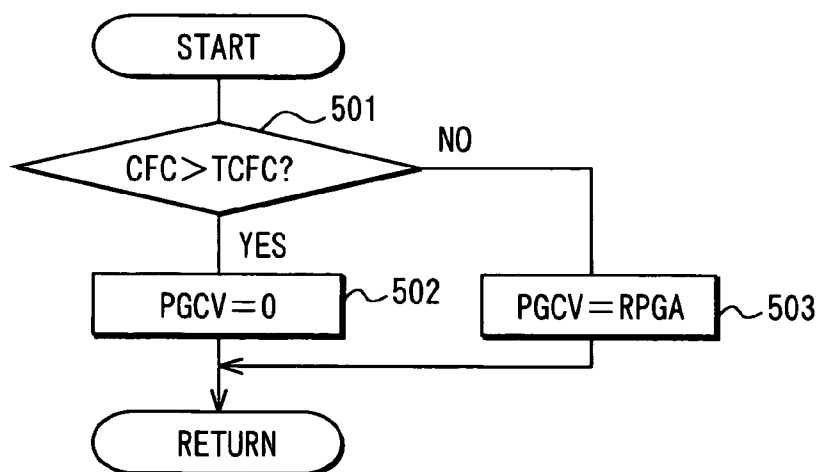 START
501
CFC>TCFC?
NO
YES
PGCV=0
502
PGCV=RPGA
503
RETURN